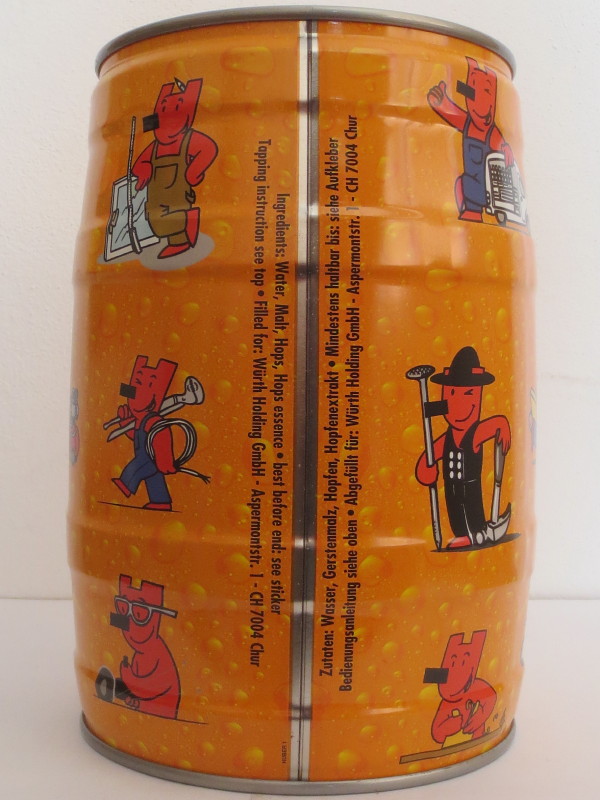 Ingredients: Water, Malt, Hops, Hops essence • best before end: see sticker
Tapping instruction see top • Filled for: Würth Holding GmbH - Aspermontstr. 1 - CH 7004 Chur
Zutaten: Wasser, Gerstenmalz, Hopfen, Hopfenextrakt • Mindestens haltbar bis: siehe Aufkleber
Bedienungsanleitung siehe oben • Abgefüllt für: Würth Holding GmbH - Aspermontstr. 1 - CH 7004 Chur